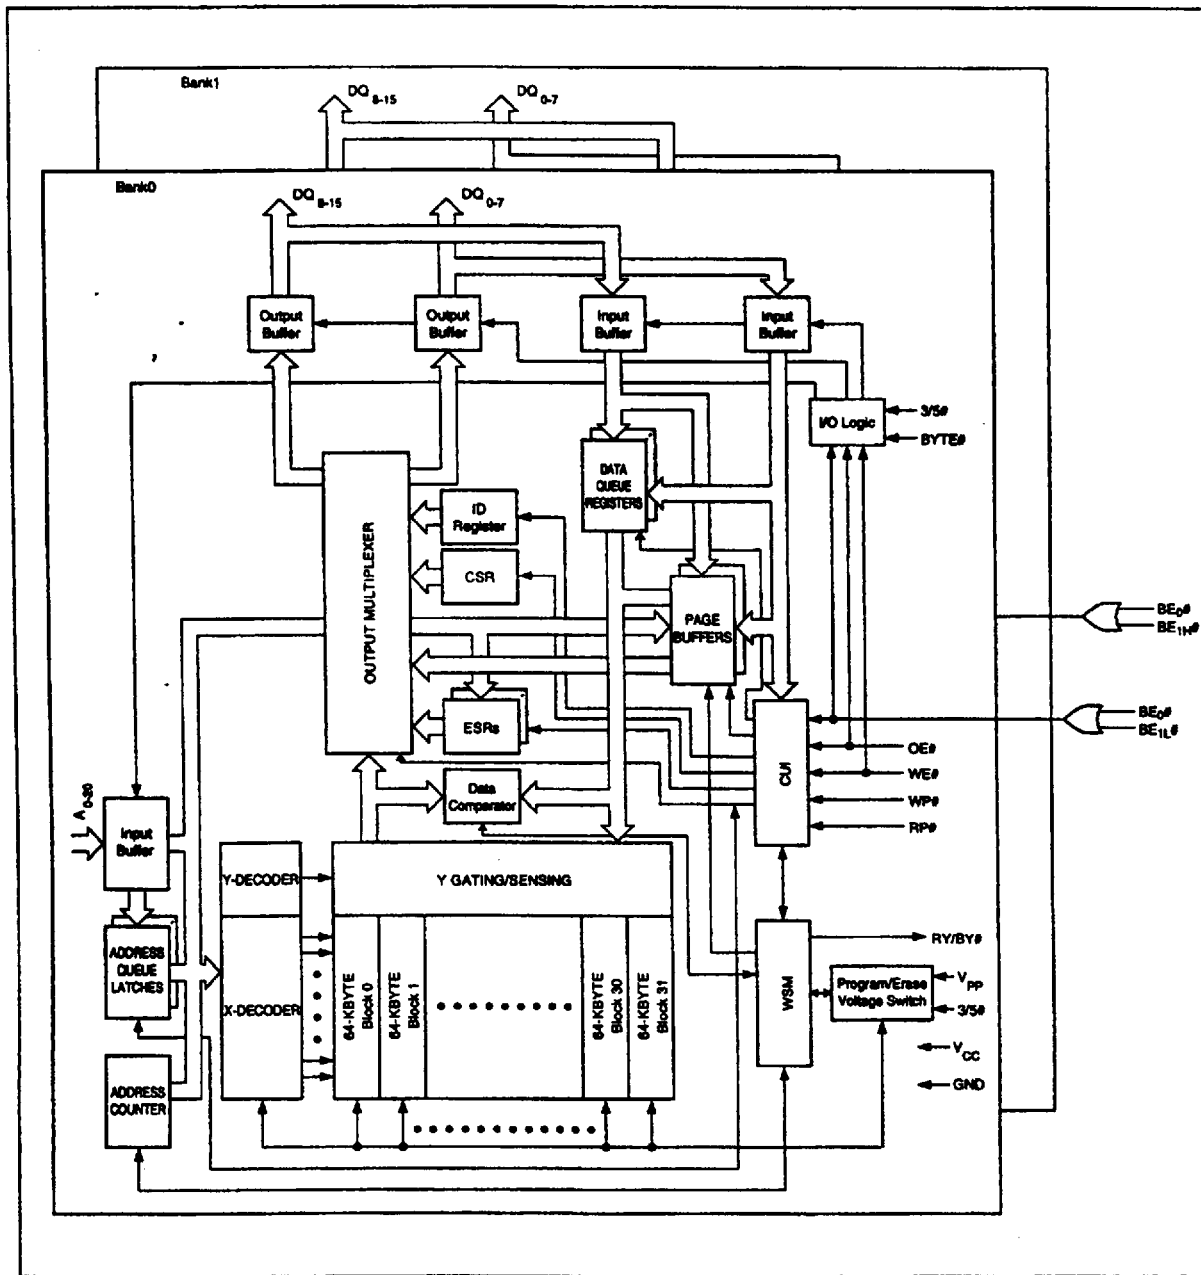 Bank1
DQ8-15
DQ0-7
Bank0
DQ8-15
DQ0-7
Output
Buffer
Output
Buffer
Input
Buffer
Input
Buffer
I/O Logic
3/5#
BYTE#
DATA
QUEUE
REGISTERS
OUTPUT MULTIPLEXER
ID
Register
CSR
PAGE
BUFFERS
BE0#
BE1H#
ESRs
CUI
BE0#
BE1L#
OE#
WE#
WP#
RP#
Data
Comparator
A0-20
Input
Buffer
Y-DECODER
Y GATING/SENSING
ADDRESS
QUEUE
LATCHES
X-DECODER
64-KBYTE
Block 0
64-KBYTE
Block 1
64-KBYTE
Block 30
64-KBYTE
Block 31
WSM
RY/BY#
Program/Erase
Voltage Switch
VPP
3/5#
VCC
GND
ADDRESS
COUNTER